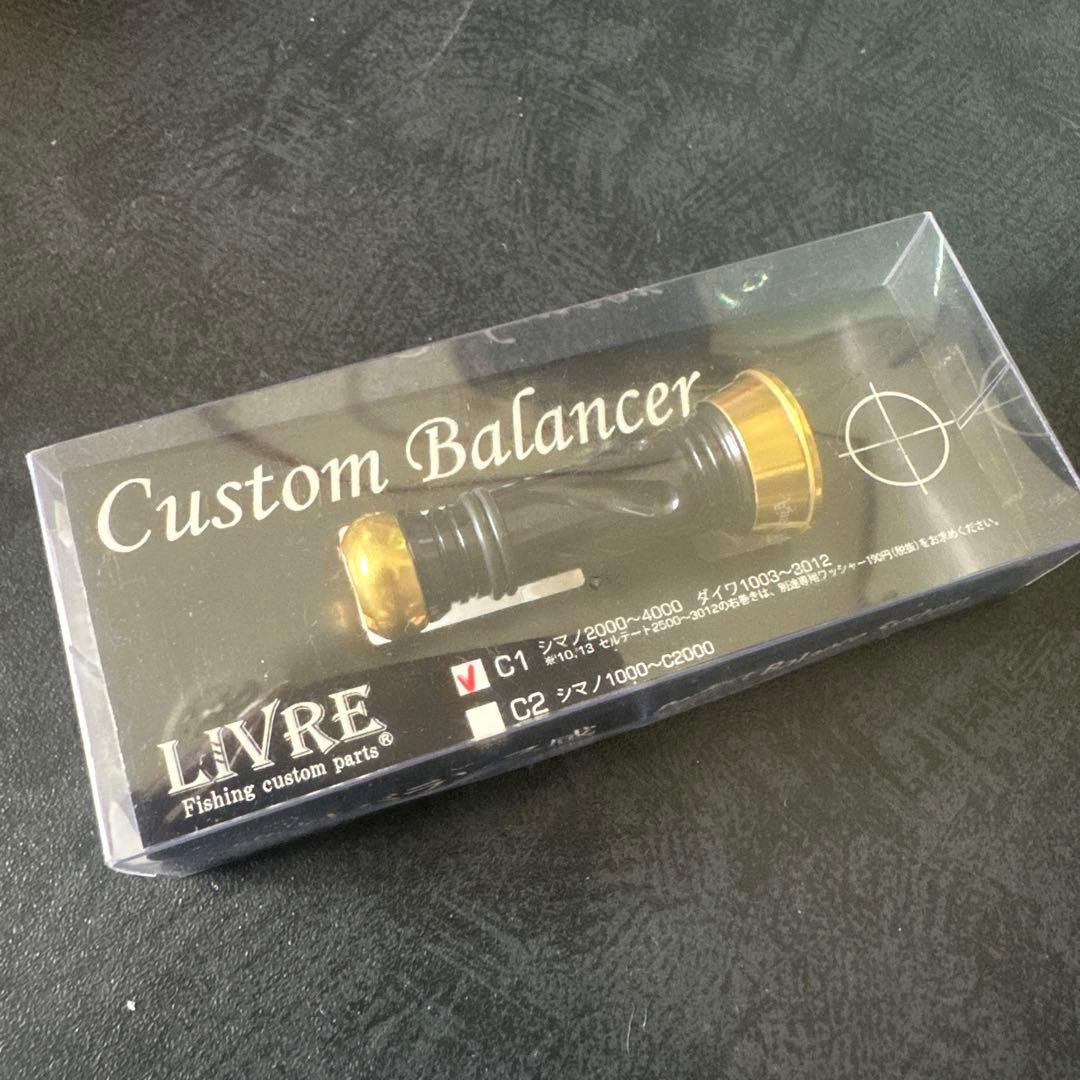 Custom Balancer
C1 シマノ2000～4000 ダイワ1003～3012
※10,13 セルテート2500～3012の右巻きは、別途専用ワッシャー190円(税抜)をお求めください。
C2 シマノ1000～C2000
LIVRE
Fishing custom parts®